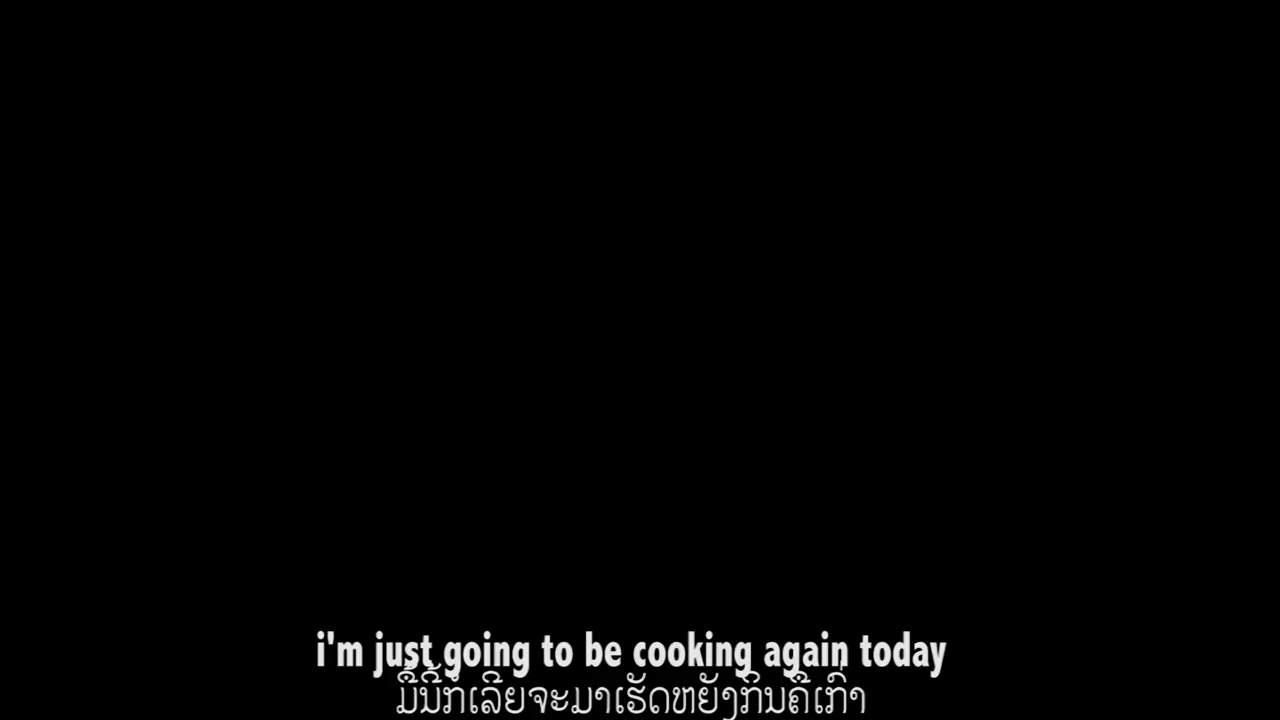 i'm just going to be cooking again today
ມື້ນີ້ກໍ່ເລີຍຈະມາເຮັດຫຍັງກິນຄືເກົ່າ